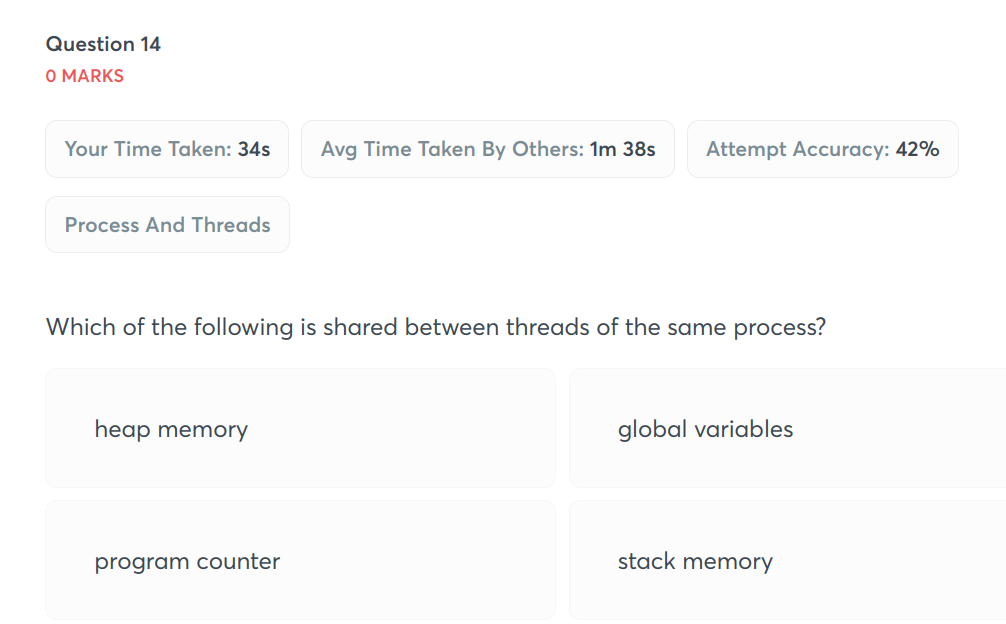 Question 14
0 MARKS
Your Time Taken: 34s
Avg Time Taken By Others: 1m 38s
Attempt Accuracy: 42%
Process And Threads
Which of the following is shared between threads of the same process?
heap memory
global variables
program counter
stack memory